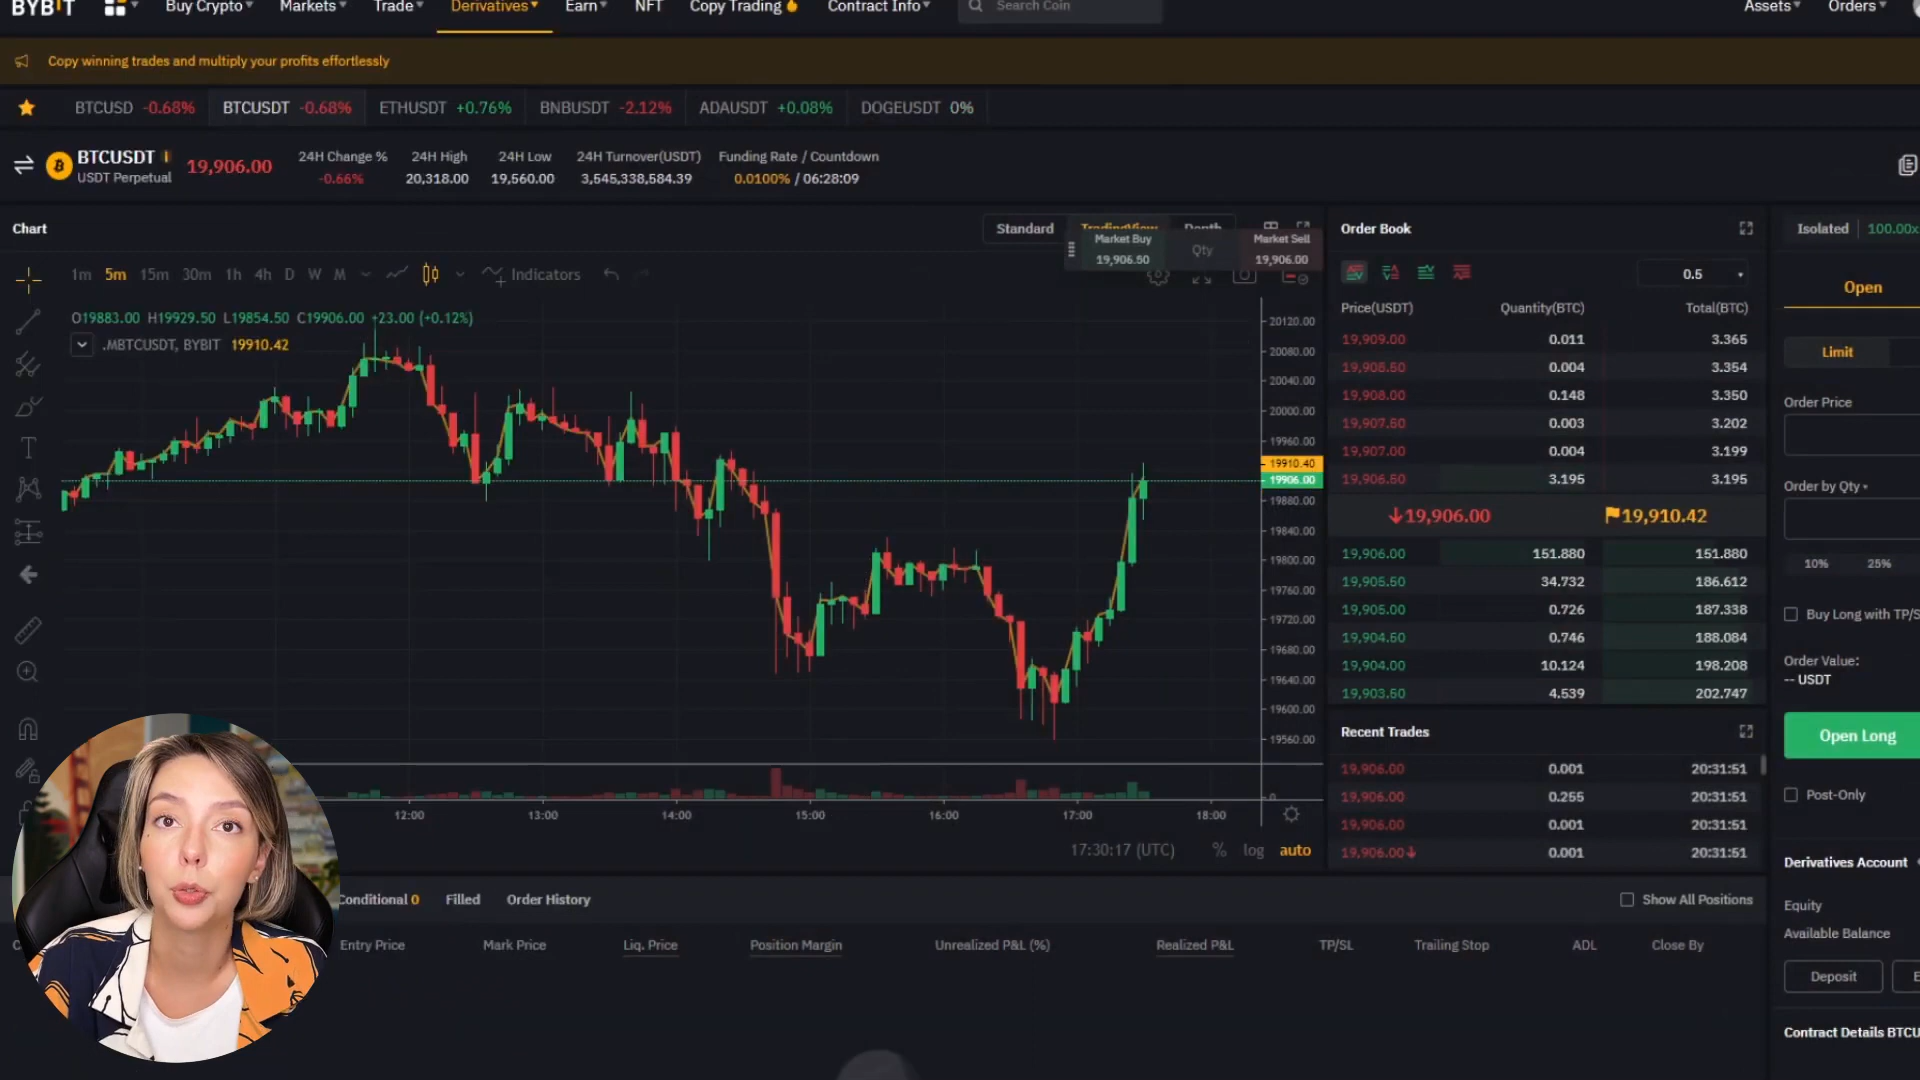 BYBIT Buy Crypto Markets Trade Derivatives Earn NFT Copy Trading Contract Info Search Coin Assets Orders
Copy winning trades and multiply your profits effortlessly
BTCUSD -0.68% BTCUSDT -0.68% ETHUSDT +0.76% BNBUSDT -2.12% ADAUSDT +0.08% DOGEUSDT 0%
BTCUSDT
USDT Perpetual
19,906.00
24H Change % 24H High 24H Low 24H Turnover(USDT) Funding Rate / Countdown
-0.66% 20,318.00 19,560.00 3,545,338,584.39 0.0100% / 06:28:09
Chart
Standard TradingView Depth
Market Buy Qty Market Sell
19,906.50 19,906.00
1m 5m 15m 30m 1h 4h D W M Indicators
O19883.00 H19929.50 L19854.50 C19906.00 +23.00 (+0.12%)
.MBTCUSDT, BYBIT 19910.42
20120.00
20080.00
20040.00
20000.00
19960.00
19910.40
19906.00
19880.00
19840.00
19800.00
19760.00
19720.00
19680.00
19640.00
19600.00
19560.00
0
12:00 13:00 14:00 15:00 16:00 17:00 18:00
17:30:17 (UTC) % log auto
Order Book
0.5
Price(USDT) Quantity(BTC) Total(BTC)
19,909.00 0.011 3.365
19,908.50 0.004 3.354
19,908.00 0.148 3.350
19,907.50 0.003 3.202
19,907.00 0.004 3.199
19,906.50 3.195 3.195
19,906.00 19,910.42
19,906.00 151.880 151.880
19,905.50 34.732 186.612
19,905.00 0.726 187.338
19,904.50 0.746 188.084
19,904.00 10.124 198.208
19,903.50 4.539 202.747
Recent Trades
19,906.00 0.001 20:31:51
19,906.00 0.255 20:31:51
19,906.00 0.001 20:31:51
19,906.00 0.001 20:31:51
Isolated 100.00x
Open
Limit
Order Price
Order by Qty
10% 25%
Buy Long with TP/S
Order Value:
-- USDT
Open Long
Post-Only
Derivatives Account
Equity
Available Balance
Deposit
Contract Details BTCU
Conditional 0 Filled Order History Show All Positions
Entry Price Mark Price Liq. Price Position Margin Unrealized P&L (%) Realized P&L TP/SL Trailing Stop ADL Close By